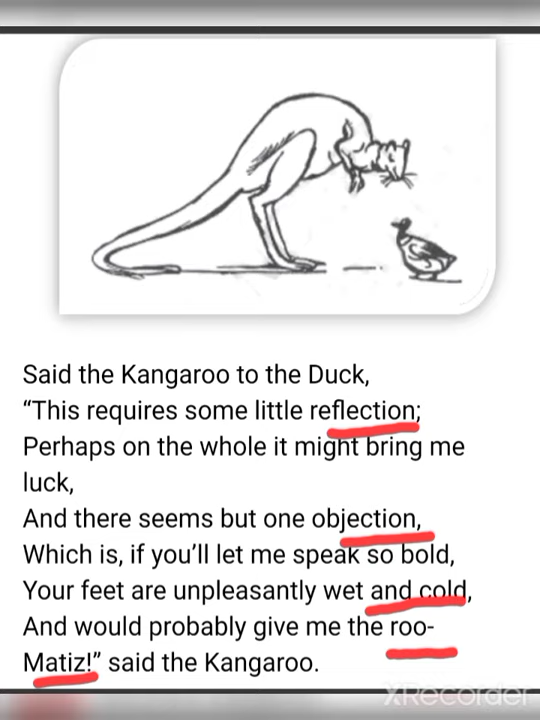 Said the Kangaroo to the Duck,
“This requires some little reflection;
Perhaps on the whole it might bring me
luck,
And there seems but one objection,
Which is, if you’ll let me speak so bold,
Your feet are unpleasantly wet and cold,
And would probably give me the roo-
Matiz!” said the Kangaroo.
XRecorder